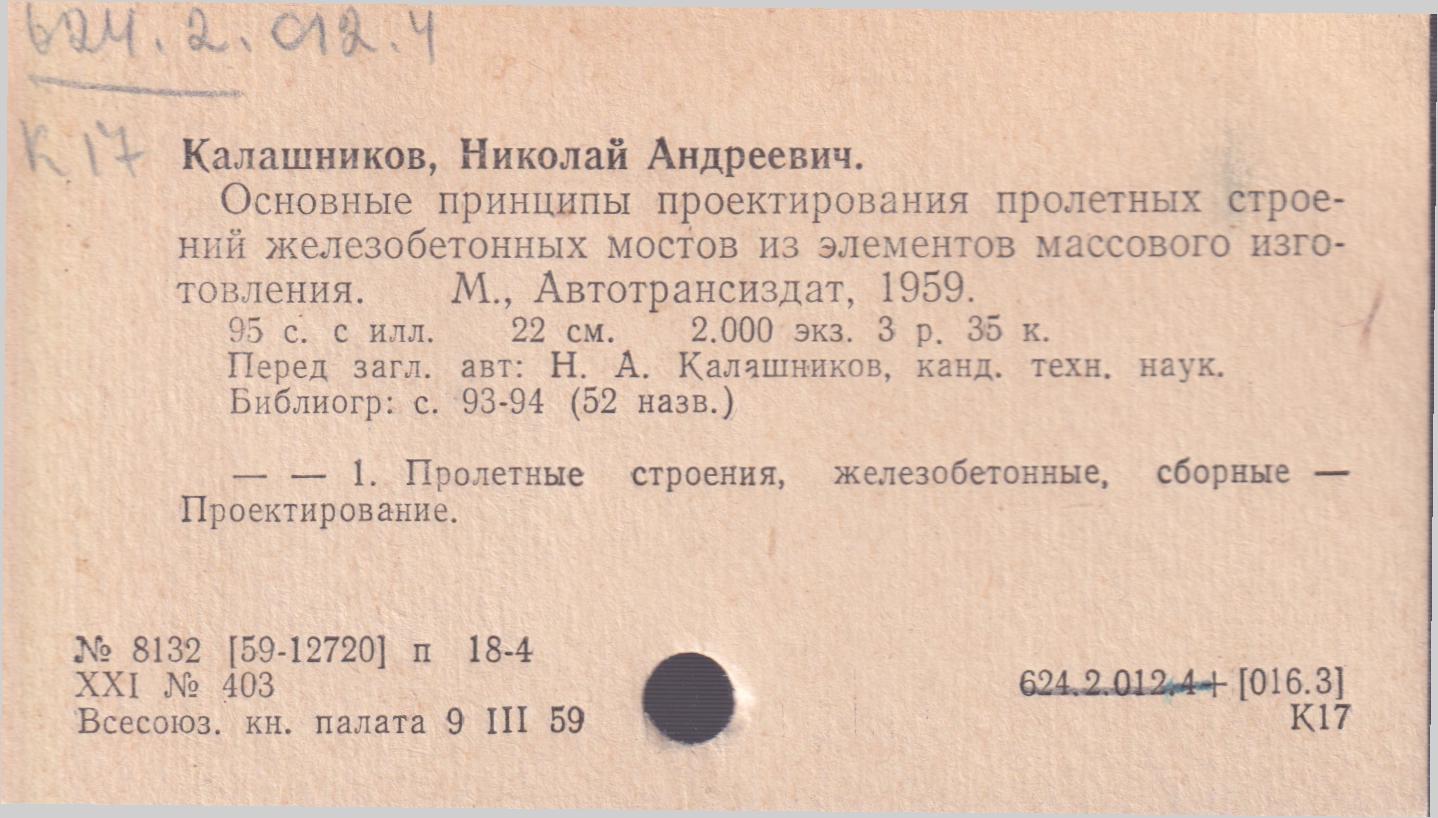 624.2.012.4
К17
Калашников, Николай Андреевич.
Основные принципы проектирования пролетных строе-
ний железобетонных мостов из элементов массового изго-
товления. М., Автотрансиздат, 1959.
95 с. с илл. 22 см. 2.000 экз. 3 р. 35 к.
Перед загл. авт: Н. А. Калашников, канд. техн. наук.
Библиогр: с. 93-94 (52 назв.)
— — 1. Пролетные строения, железобетонные, сборные —
Проектирование.
№ 8132 [59-12720] п 18-4
XXI № 403
Всесоюз. кн. палата 9 III 59
624.2.012.4+[016.3]
К17